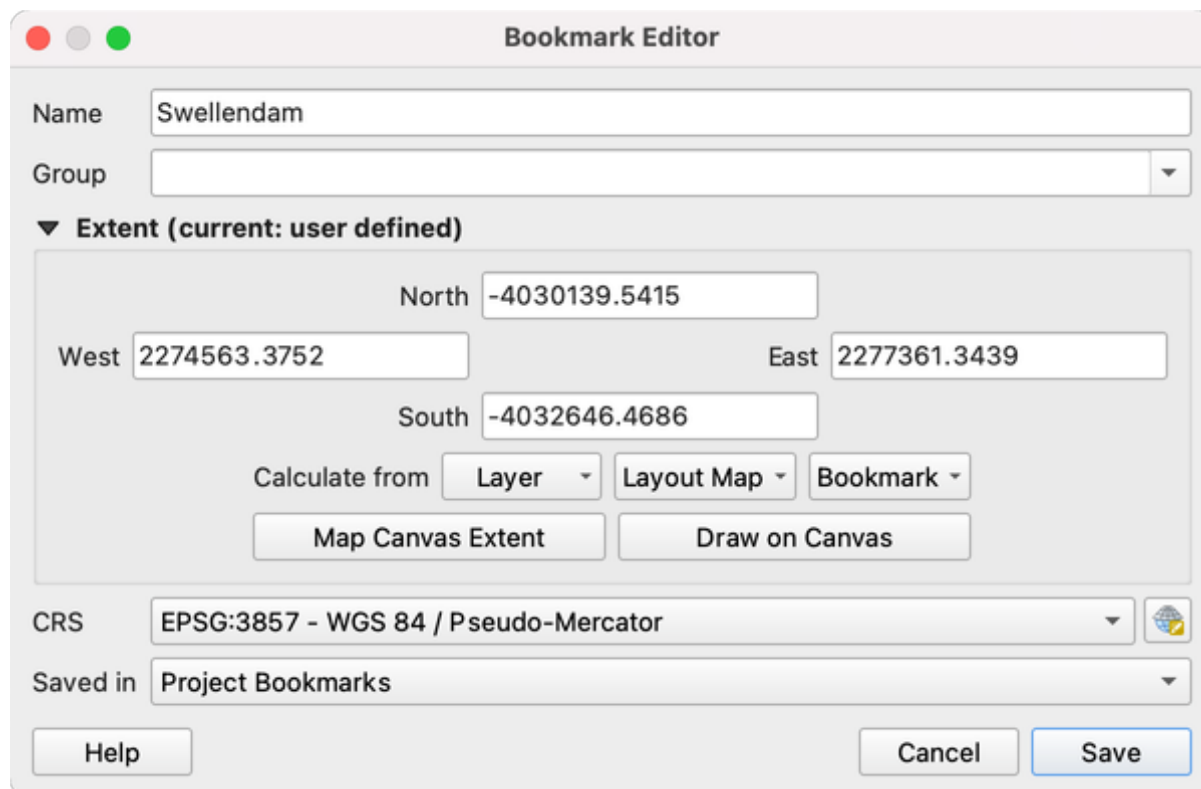 Bookmark Editor
Name Swellendam
Group
Extent (current: user defined)
North -4030139.5415
West 2274563.3752 East 2277361.3439
South -4032646.4686
Calculate from Layer Layout Map Bookmark
Map Canvas Extent Draw on Canvas
CRS EPSG:3857 - WGS 84 / Pseudo-Mercator
Saved in Project Bookmarks
Help Cancel Save